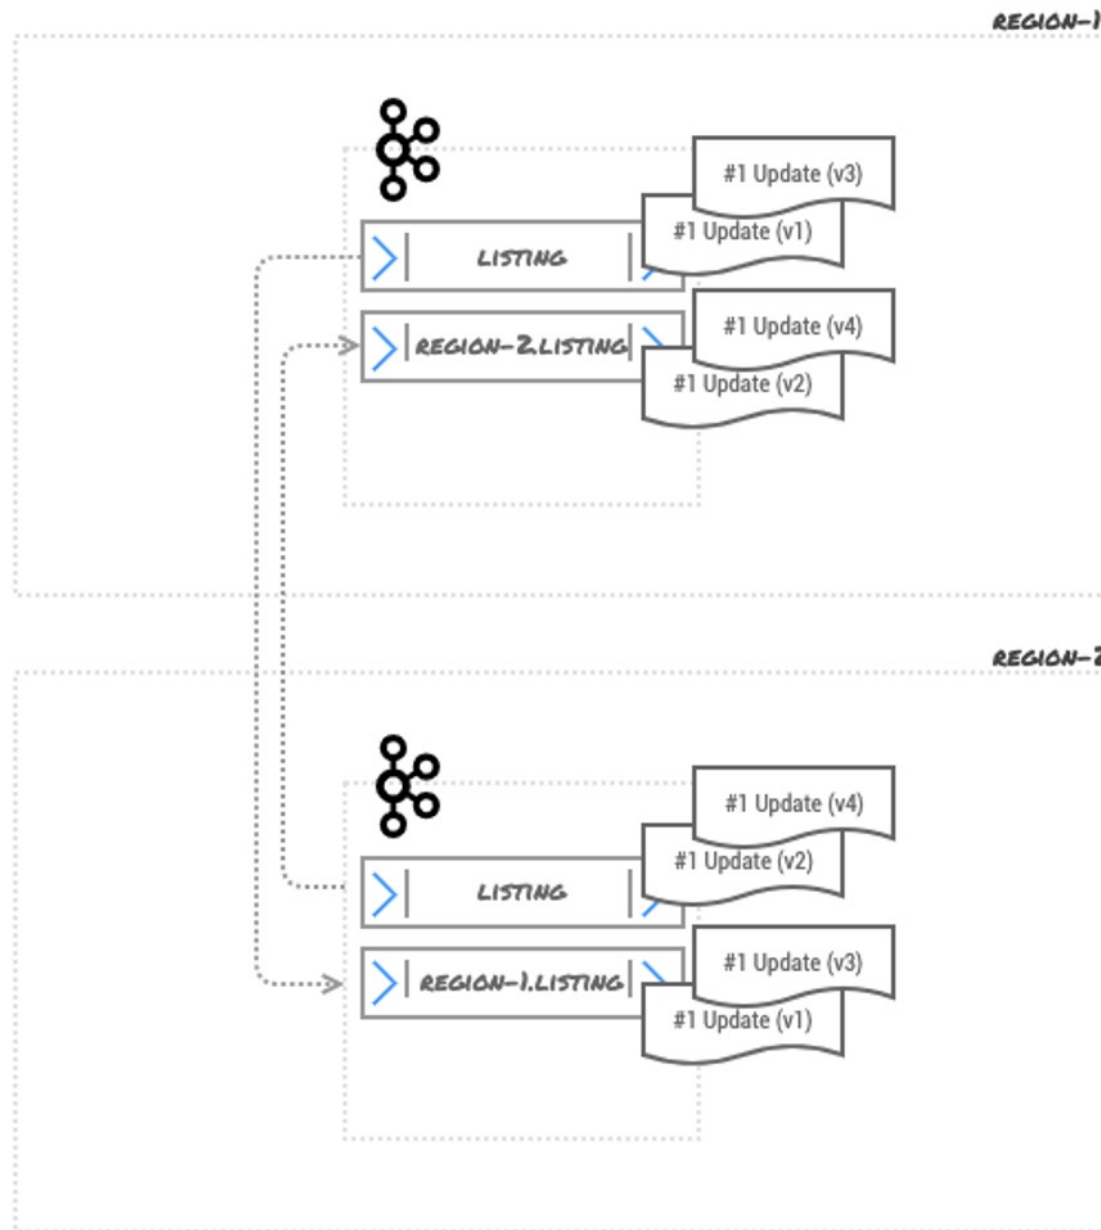 REGION-1
#1 Update (v3)
#1 Update (v1)
LISTING
#1 Update (v4)
REGION-2.LISTING
#1 Update (v2)
REGION-2
#1 Update (v4)
#1 Update (v2)
LISTING
#1 Update (v3)
REGION-1.LISTING
#1 Update (v1)